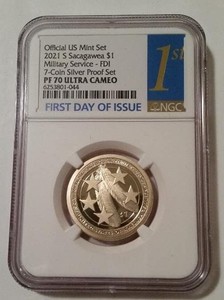 Official US Mint Set
2021 S Sacagawea $1
Military Service - FDI
7-Coin Silver Proof Set
PF 70 ULTRA CAMEO
6253801-044
1st
NGC
FIRST DAY OF ISSUE
$1